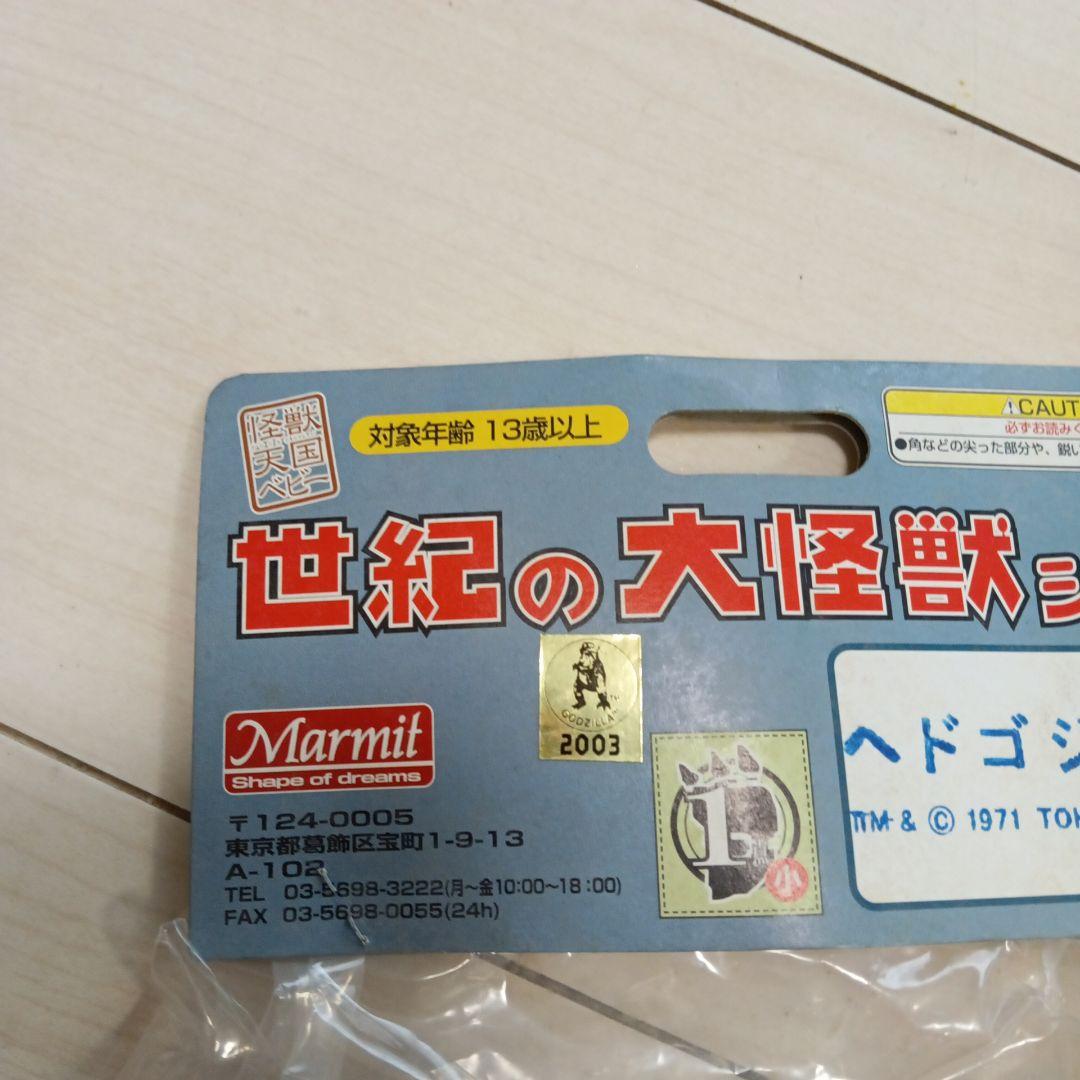 怪獣
天国
ベビー
対象年齢 13歳以上
CAUT
必ずお読みく
●角などの尖った部分や、鋭い
世紀の大怪獣シ
GODZILLA
TM
2003
Marmit
Shape of dreams
ヘドゴジ
TM & © 1971 TOH
小
〒124-0005
東京都葛飾区宝町1-9-13
A-102
TEL 03-5698-3222(月～金10:00～18:00)
FAX 03-5698-0055(24h)